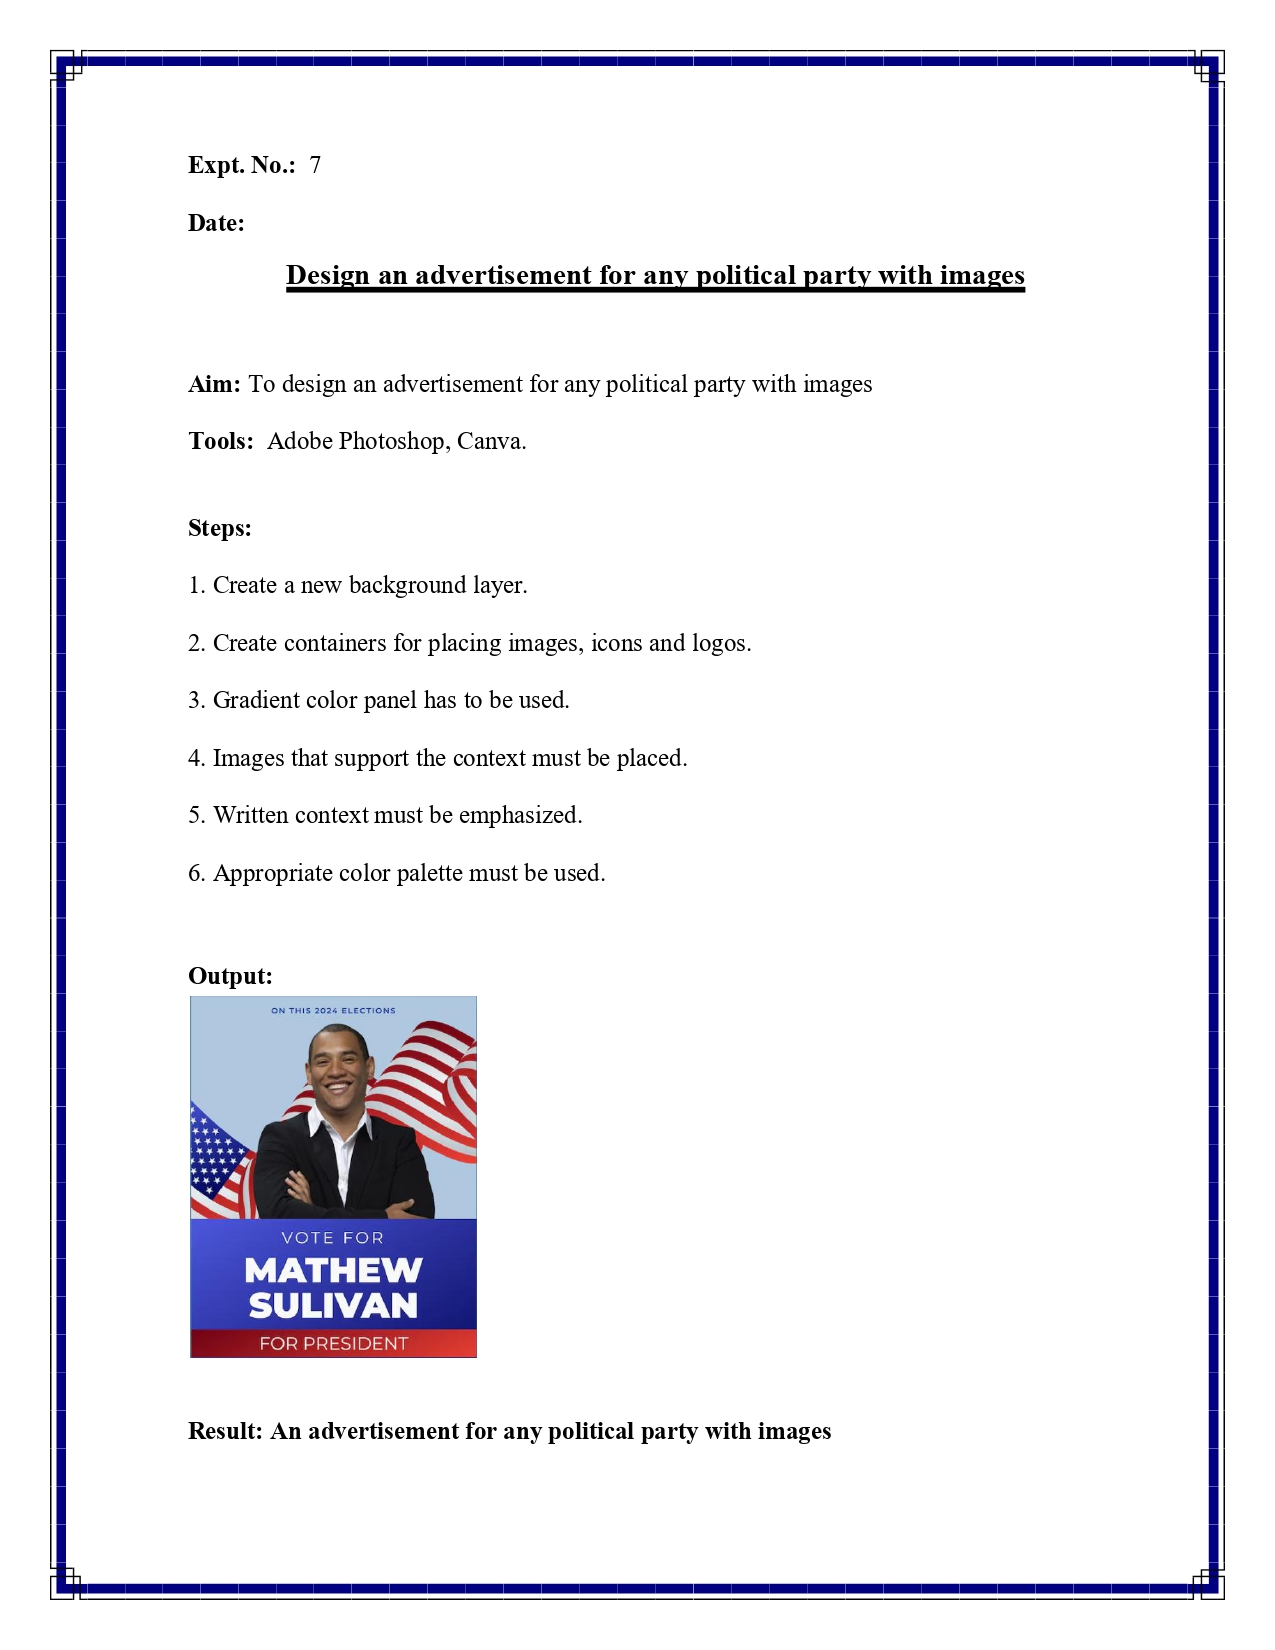 Expt. No.: 7
Date:
Design an advertisement for any political party with images
Aim: To design an advertisement for any political party with images
Tools: Adobe Photoshop, Canva.
Steps:
1. Create a new background layer.
2. Create containers for placing images, icons and logos.
3. Gradient color panel has to be used.
4. Images that support the context must be placed.
5. Written context must be emphasized.
6. Appropriate color palette must be used.
Output:
ON THIS 2024 ELECTIONS
VOTE FOR
MATHEW
SULIVAN
FOR PRESIDENT
Result: An advertisement for any political party with images